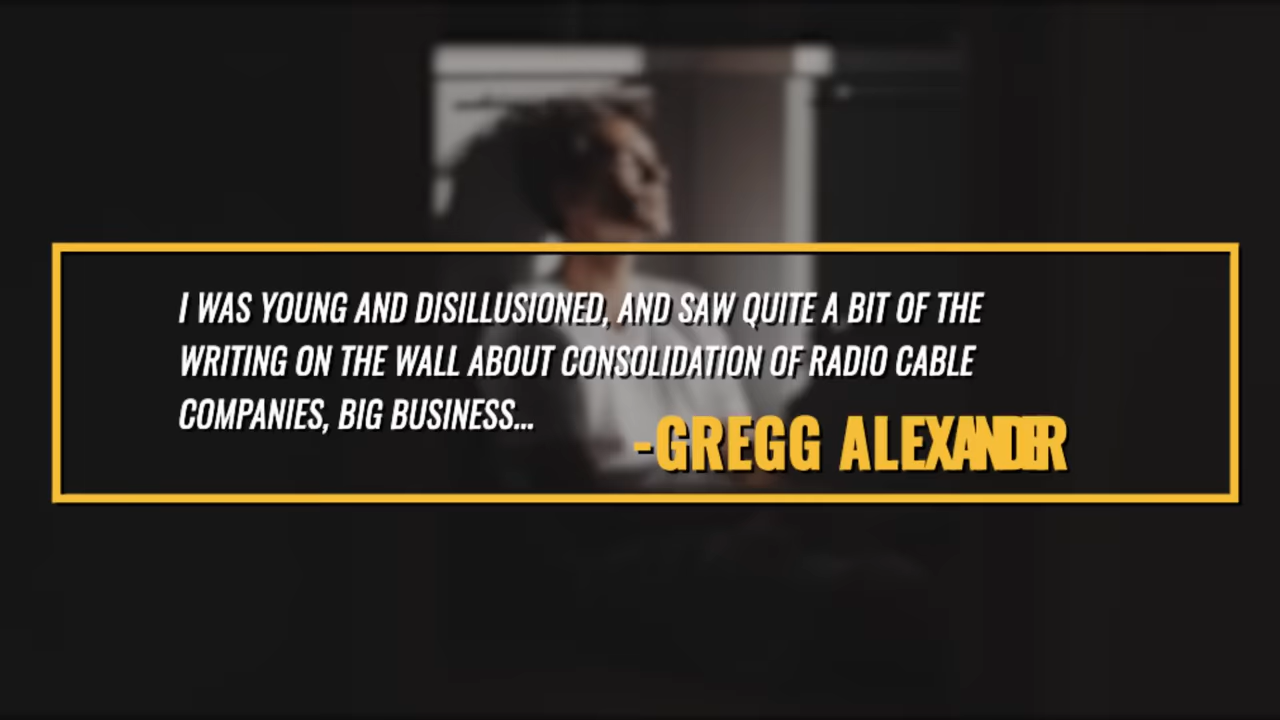 I WAS YOUNG AND DISILLUSIONED, AND SAW QUITE A BIT OF THE
WRITING ON THE WALL ABOUT CONSOLIDATION OF RADIO CABLE
COMPANIES, BIG BUSINESS...
-GREGG ALEXANDER